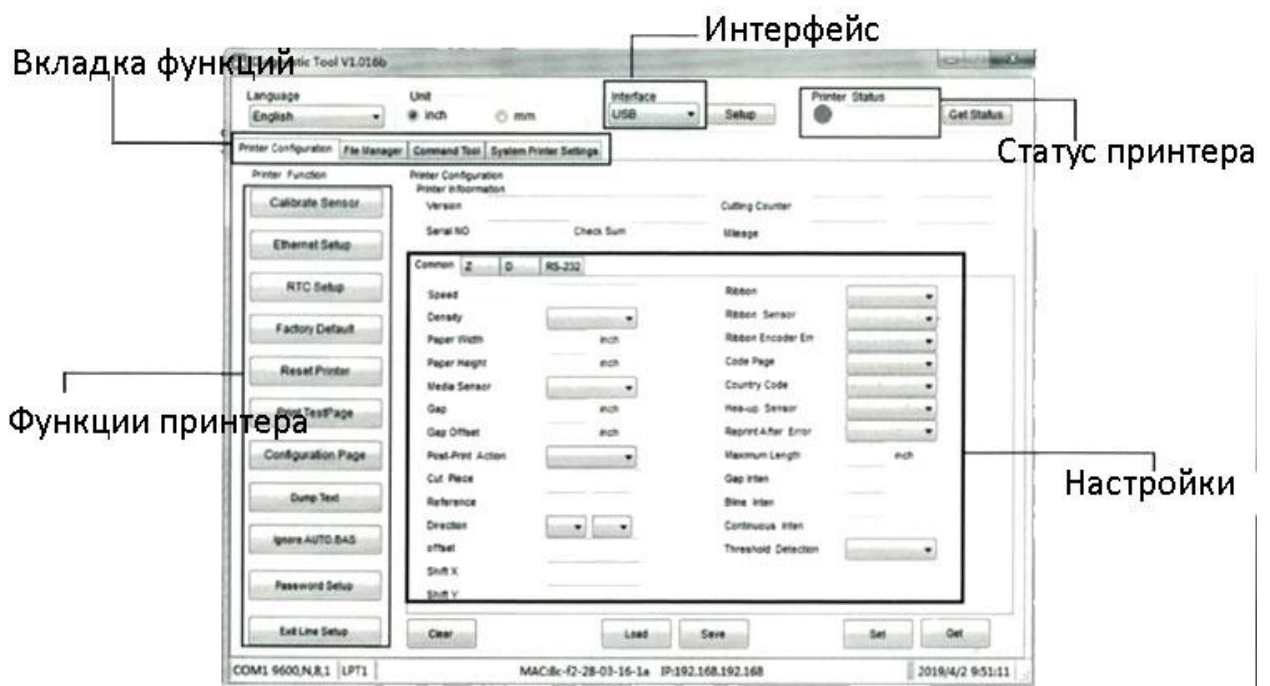 Интерфейс
Вкладка функций
Tool V1.016b
Language
Unit
Interface
Printer Status
English
inch
mm
USB
Setup
Get Status
Статус принтера
Printer Configuration
File Manager
Command Tool
System Printer Settings
Printer Function
Printer Configuration
Printer Infoormation
Version
Cutting Counter
Serial NO
Check Sum
Mileage
Calibrate Sensor
Ethernet Setup
RTC Setup
Factory Default
Reset Printer
Print TestPage
Configuration Page
Dump Text
Ignore AUTO.BAS
Password Setup
Exit Line Setup
Функции принтера
Common
Z
D
RS-232
Speed
Density
Paper Width inch
Paper Height inch
Media Sensor
Gap inch
Gap Offset inch
Post-Print Action
Cut Piece
Reference
Direction
offset
Shift X
Shift Y
Ribbon
Ribbon Sensor
Ribbon Encoder Err
Code Page
Country Code
Hea-up Sensor
Reprint After Error
Maximum Length inch
Gap Inten
Bline Inten
Continuous Inten
Threshold Detection
Настройки
Clear
Load
Save
Set
Get
COM1 9600,N,8,1
LPT1
MAC:8c-f2-28-03-16-1a IP:192.168.192.168
2019/4/2 9:51:11